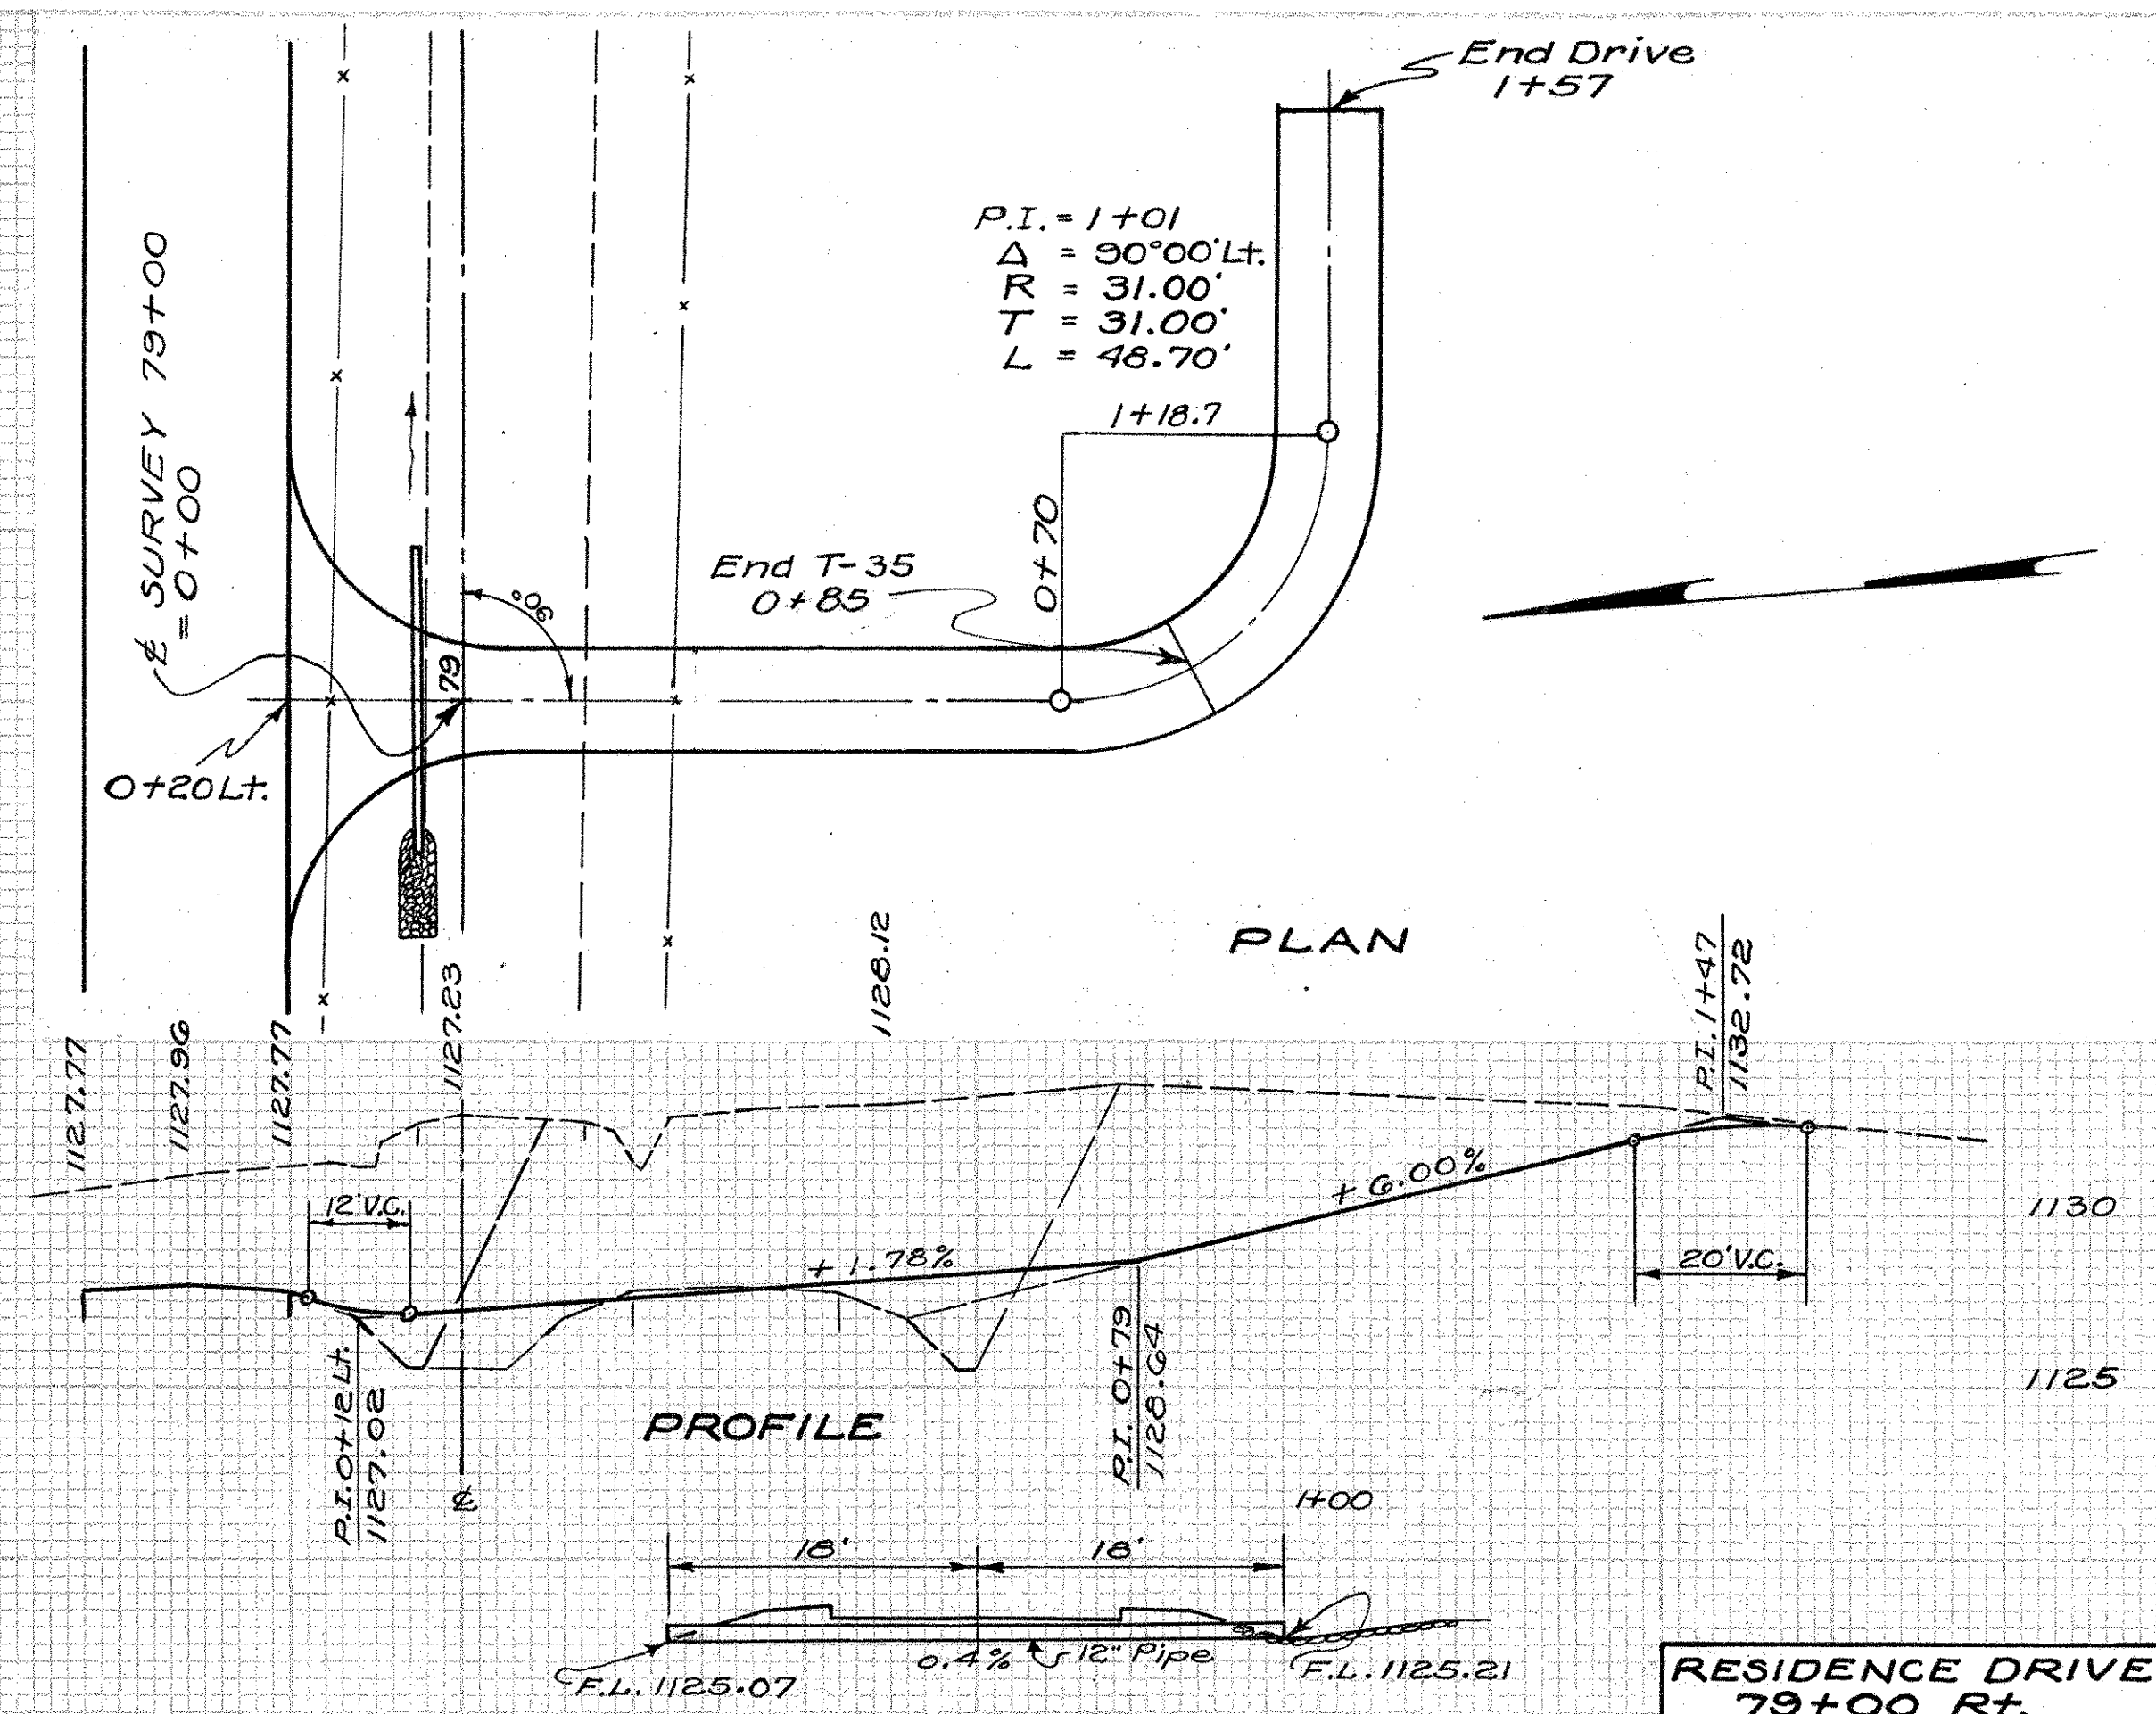 End Drive
1+57
P.I. = 1+01
Δ = 90°00' Lt.
R = 31.00'
T = 31.00'
L = 48.70'
1+18.7
℄ SURVEY 79+00
= 0+00
End T-35
0+85
0+70
90°
79
0+20 Lt.
PLAN
1127.77
1127.96
1127.77
1127.23
1128.12
P.I. 1+47
1132.72
12' V.C.
+1.78%
+6.00%
20' V.C.
1130
1125
P.I. 0+12 Lt.
1127.02
PROFILE
P.I. 0+79
1128.64
℄
1+00
18'
18'
0.4%
12" Pipe
F.L. 1125.07
F.L. 1125.21
RESIDENCE DRIVE
79+00 Rt.